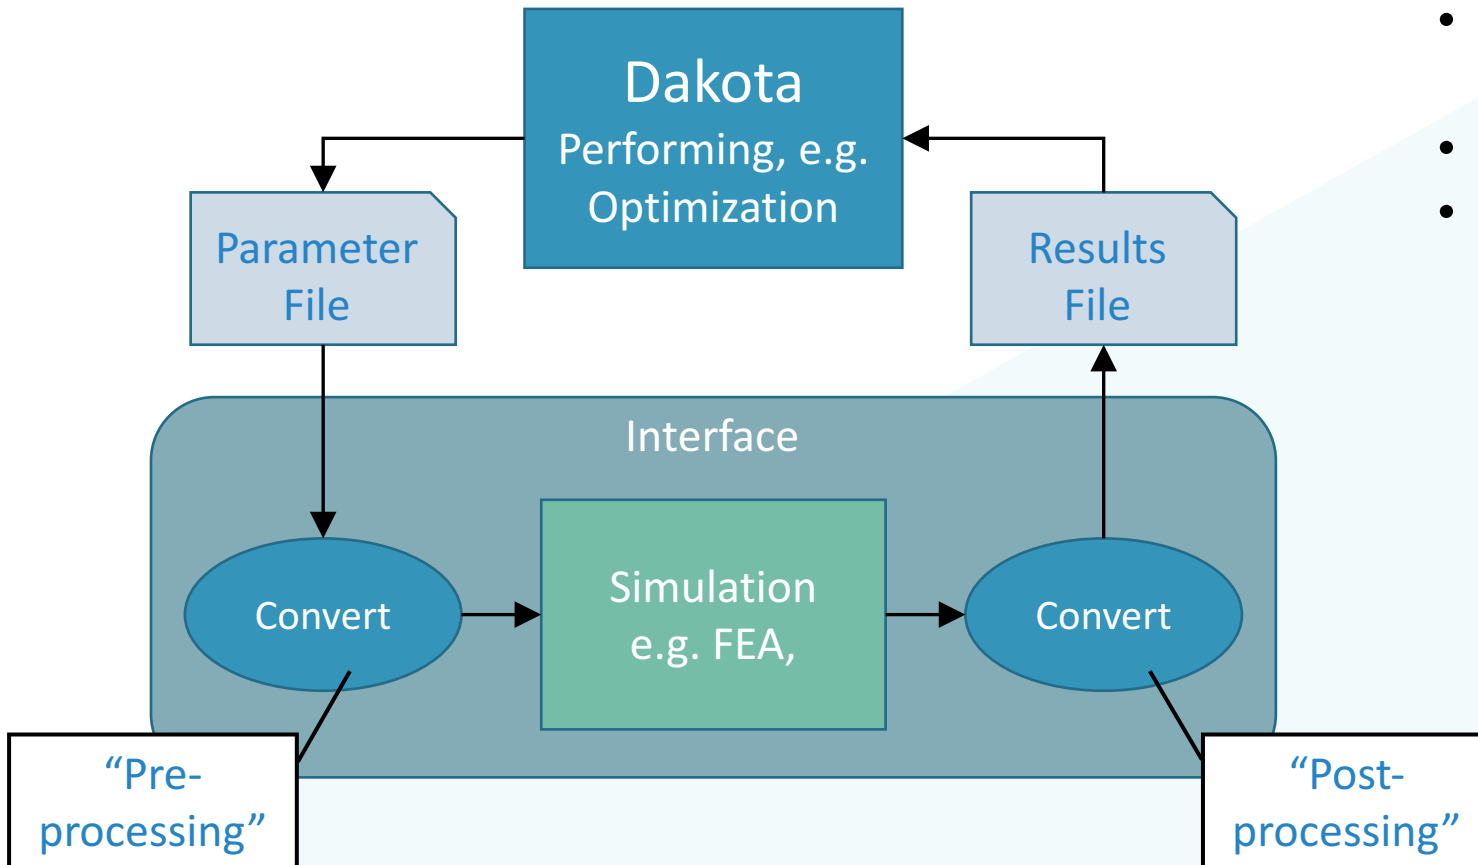 Dakota
Performing, e.g.
Optimization
Parameter
File
Results
File
Interface
Convert
Simulation
e.g. FEA,
Convert
“Pre-
processing”
“Post-
processing”